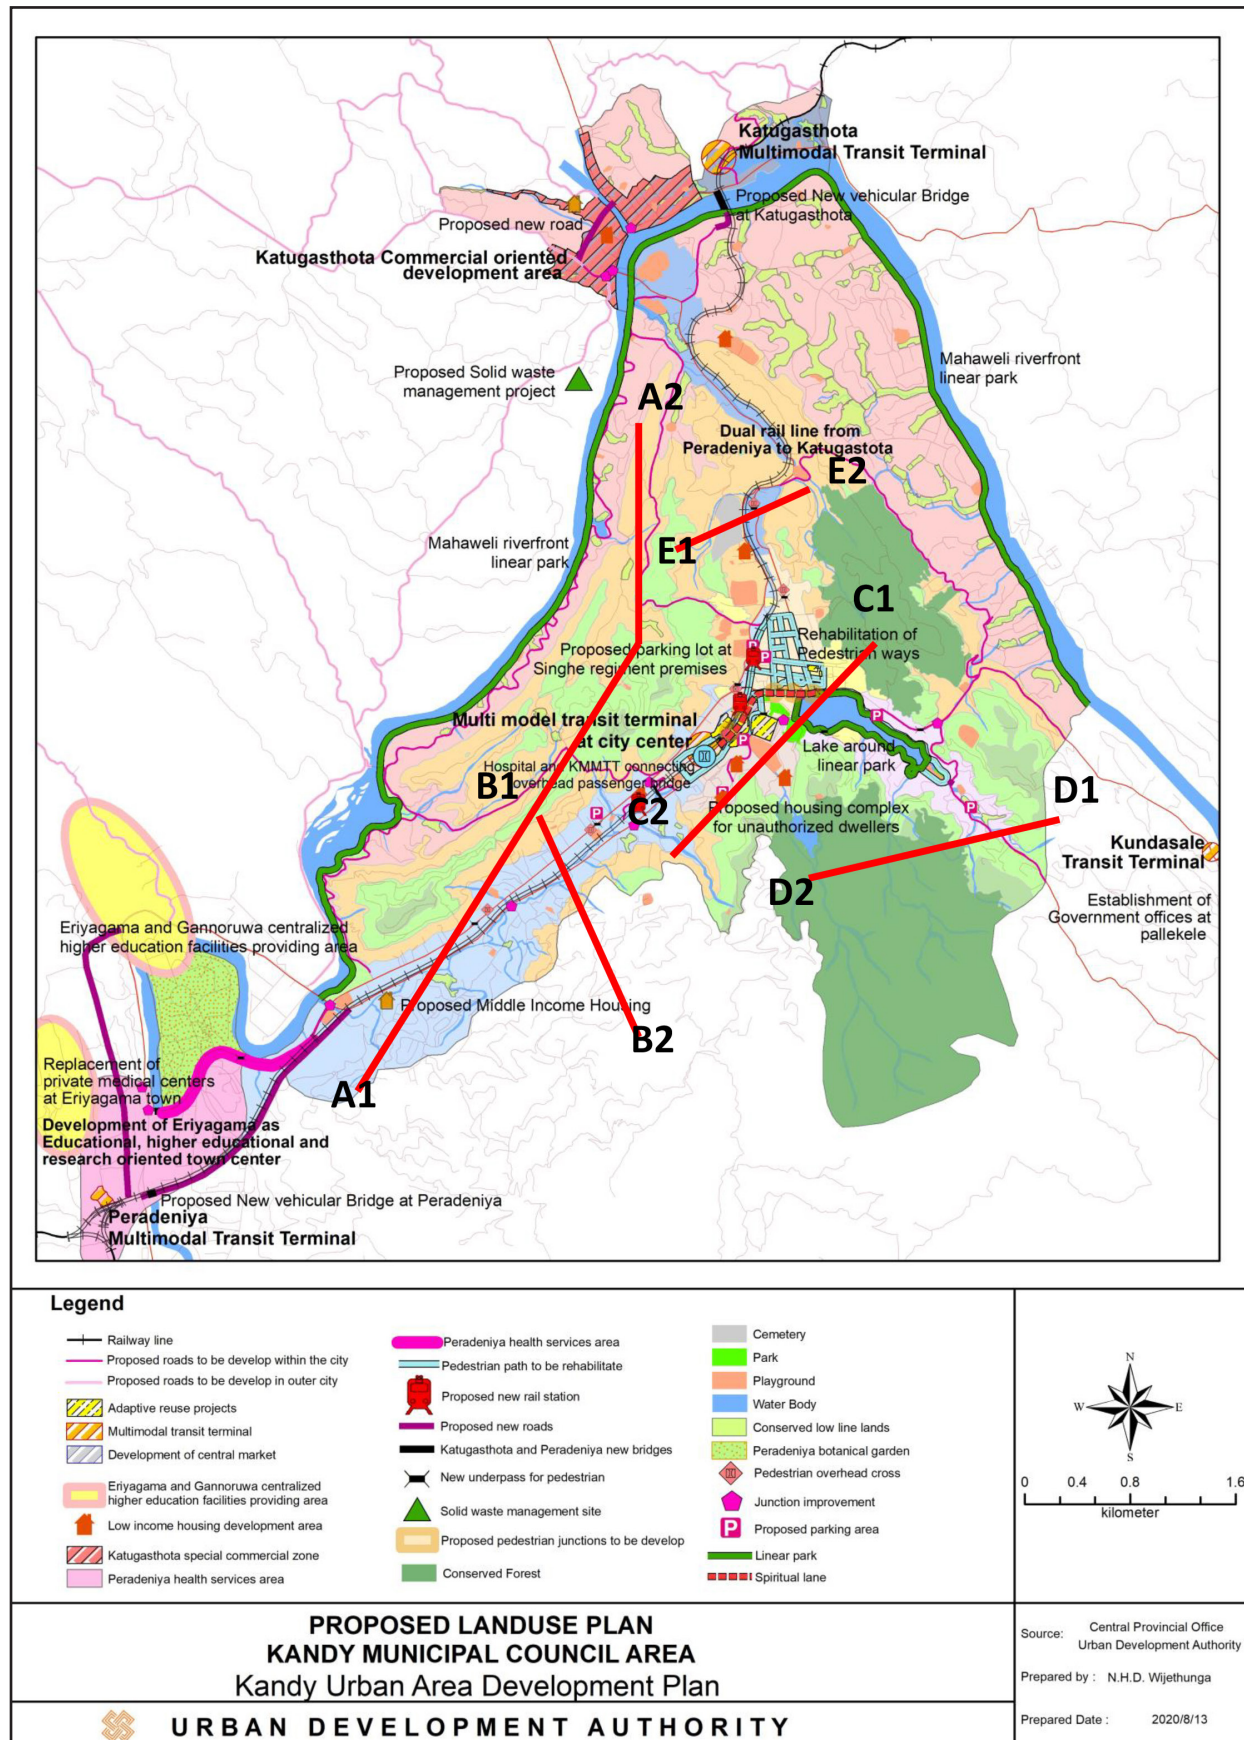 Katugasthota
Multimodal Transit Terminal
Proposed New vehicular Bridge
at Katugasthota
Proposed new road
Katugasthota Commercial oriented
development area
Mahaweli riverfront
linear park
Proposed Solid waste
management project
A2
Dual rail line from
Peradeniya to Katugastota
E2
Mahaweli riverfront
linear park
E1
C1
Rehabilitation of
Pedestrian ways
Proposed parking lot at
Singhe regiment premises
Multi model transit terminal
at city center
Hospital and KMMTT connecting
overhead passenger bridge
B1
Lake around
linear park
C2
Proposed housing complex
for unauthorized dwellers
D1
Kundasale
Transit Terminal
D2
Establishment of
Government offices at
pallekele
Eriyagama and Gannoruwa centralized
higher education facilities providing area
Proposed Middle Income Housing
B2
Replacement of
private medical centers
at Eriyagama town
A1
Development of Eriyagama as
Educational, higher educational and
research oriented town center
Proposed New vehicular Bridge at Peradeniya
Peradeniya
Multimodal Transit Terminal
P
P
P
P
P
P
P
Legend
Railway line
Proposed roads to be develop within the city
Proposed roads to be develop in outer city
Adaptive reuse projects
Multimodal transit terminal
Development of central market
Eriyagama and Gannoruwa centralized
higher education facilities providing area
Low income housing development area
Katugasthota special commercial zone
Peradeniya health services area
Peradeniya health services area
Pedestrian path to be rehabilitate
Proposed new rail station
Proposed new roads
Katugasthota and Peradeniya new bridges
New underpass for pedestrian
Solid waste management site
Proposed pedestrian junctions to be develop
Conserved Forest
Cemetery
Park
Playground
Water Body
Conserved low line lands
Peradeniya botanical garden
Pedestrian overhead cross
Junction improvement
P Proposed parking area
Linear park
Spiritual lane
N
W E
S
0 0.4 0.8 1.6
kilometer
PROPOSED LANDUSE PLAN
KANDY MUNICIPAL COUNCIL AREA
Kandy Urban Area Development Plan
URBAN DEVELOPMENT AUTHORITY
Source: Central Provincial Office
Urban Development Authority
Prepared by : N.H.D. Wijethunga
Prepared Date : 2020/8/13